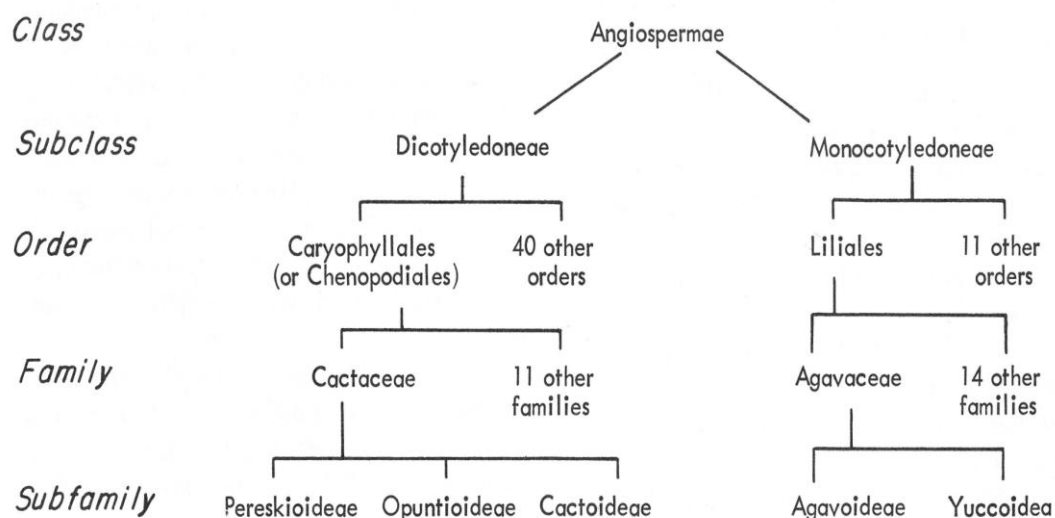 Class
Angiospermae
Subclass
Dicotyledoneae
Monocotyledoneae
Order
Caryophyllales
(or Chenopodiales)
40 other
orders
Liliales
11 other
orders
Family
Cactaceae
11 other
families
Agavaceae
14 other
families
Subfamily
Pereskioideae
Opuntioideae
Cactoideae
Agavoideae
Yuccoidea